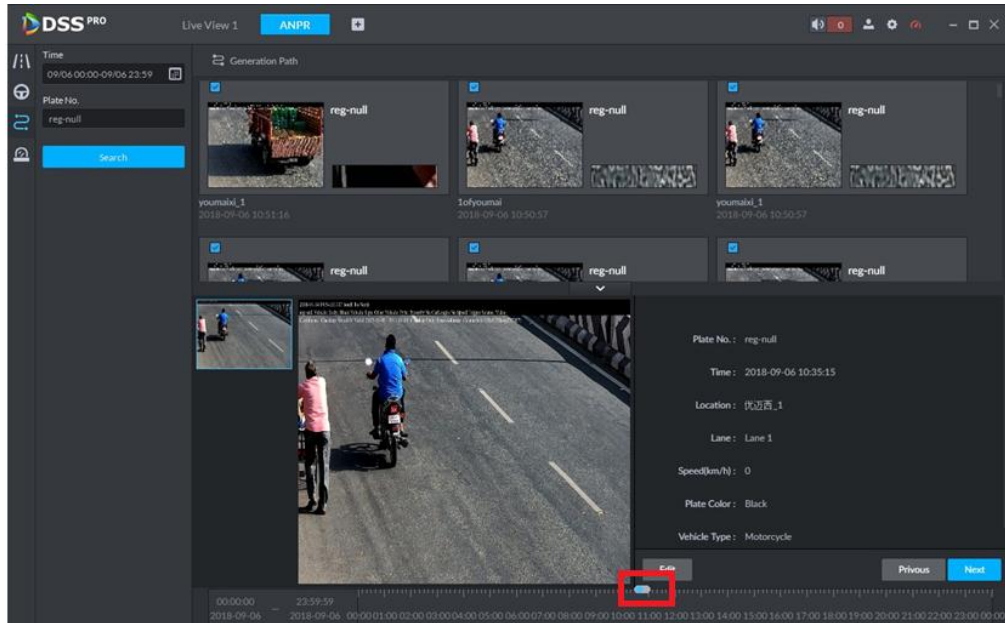 DSS PRO
Live View 1
ANPR
0
Time
09/06 00:00-09/06 23:59
Plate No.
reg-null
Search
Generation Path
reg-null
reg-null
reg-null
youmaixi_1
1ofyoumai
youmaixi_1
2018-09-06 10:51:16
2018-09-06 10:50:57
2018-09-06 10:50:57
reg-null
reg-null
reg-null
Plate No.: reg-null
Time: 2018-09-06 10:35:15
Location: 优迈西_1
Lane: Lane 1
Speed(km/h): 0
Plate Color: Black
Vehicle Type: Motorcycle
Edit
Privous
Next
00:00:00 - 23:59:59
2018-09-06 2018-09-06
00:00 01:00 02:00 03:00 04:00 05:00 06:00 07:00 08:00 09:00 10:00 11:00 12:00 13:00 14:00 15:00 16:00 17:00 18:00 19:00 20:00 21:00 22:00 23:00 00:00